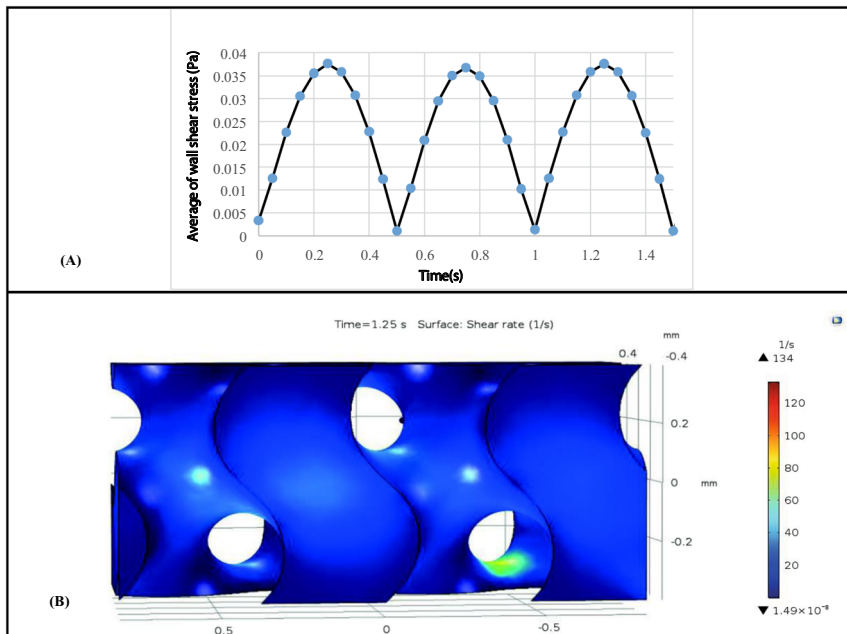 Average of wall shear stress (Pa)
0.04
0.035
0.03
0.025
0.02
0.015
0.01
0.005
0
0 0.2 0.4 0.6 0.8 1 1.2 1.4
Time(s)
(A)
Time=1.25 s Surface: Shear rate (1/s)
mm
0.4 -0.4
0.2
0 mm
-0.2
0.5 0 -0.5
1/s
▲ 134
120
100
80
60
40
20
▼ 1.49×10⁻⁸
(B)